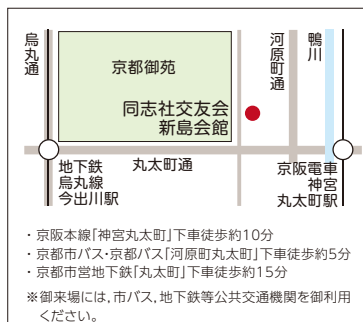 烏丸通
京都御苑
河原町通
鴨川
同志社交友会
新島会館
地下鉄
烏丸線
今出川駅
丸太町通
京阪電車
神宮
丸太町駅
・京阪本線「神宮丸太町」下車徒歩約10分
・京都市バス・京都バス「河原町丸太町」下車徒歩約5分
・京都市営地下鉄「丸太町」下車徒歩約15分
※御来場には,市バス,地下鉄等公共交通機関を御利用
ください。